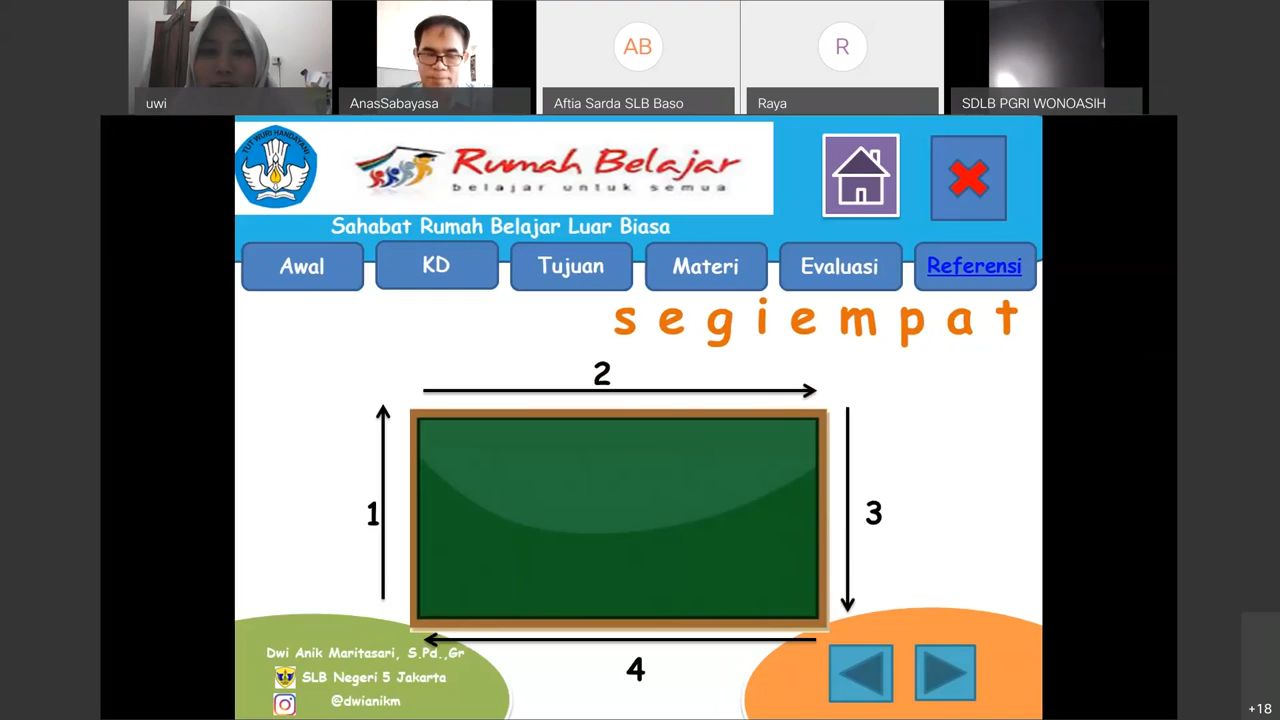 AB
R
uwi
AnasSabayasa
Aftia Sarda SLB Baso
Raya
SDLB PGRI WONOASIH
TUT WURI HANDAYANI
Rumah Belajar
belajar untuk semua
Sahabat Rumah Belajar Luar Biasa
Awal
KD
Tujuan
Materi
Evaluasi
Referensi
s e g i e m p a t
2
1
3
4
Dwi Anik Maritasari, S.Pd.,Gr
SLB Negeri 5 Jakarta
@dwianikm
+18